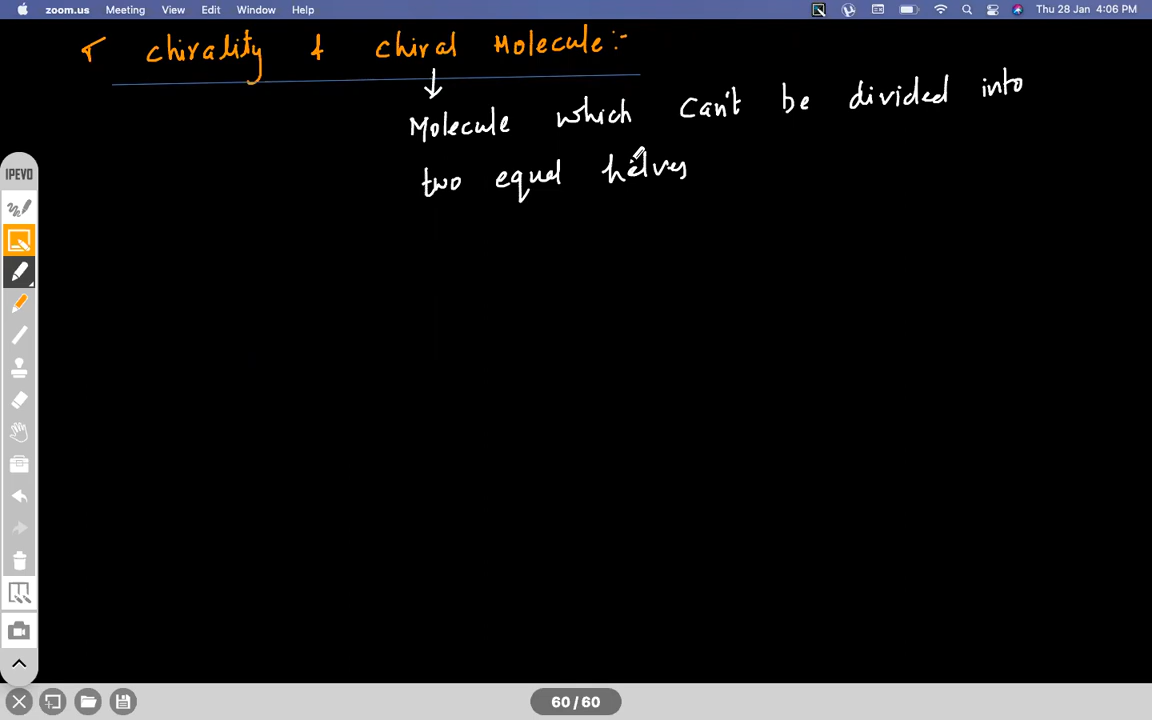 zoom.us Meeting View Edit Window Help Thu 28 Jan 4:06 PM
chirality & chiral Molecule:-
Molecule which Can't be divided into
two equal halves
IPEVO
60/60